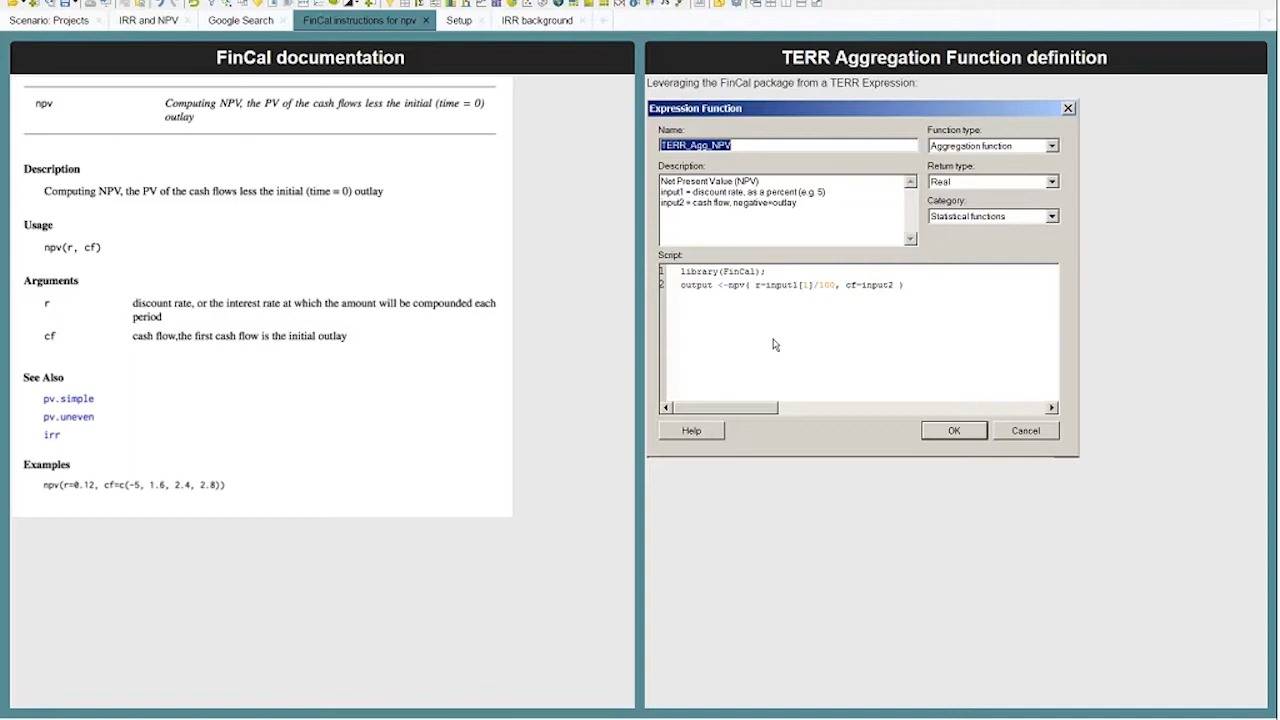 Scenario: Projects
IRR and NPV
Google Search
FinCal instructions for npv
Setup
IRR background
FinCal documentation
npv
Computing NPV, the PV of the cash flows less the initial (time = 0)
outlay
Description
Computing NPV, the PV of the cash flows less the initial (time = 0) outlay
Usage
npv(r, cf)
Arguments
r
discount rate, or the interest rate at which the amount will be compounded each
period
cf
cash flow,the first cash flow is the initial outlay
See Also
pv.simple
pv.uneven
irr
Examples
npv(r=0.12, cf=c(-5, 1.6, 2.4, 2.8))
TERR Aggregation Function definition
Leveraging the FinCal package from a TERR Expression:
Expression Function
Name:
TERR_Agg_NPV
Function type:
Aggregation function
Description:
Net Present Value (NPV)
input1 = discount rate, as a percent (e.g. 5)
input2 = cash flow, negative=outlay
Return type:
Real
Category:
Statistical functions
Script:
1 library(FinCal);
2 output <-npv( r=input1[1]/100, cf=input2 )
Help
OK
Cancel